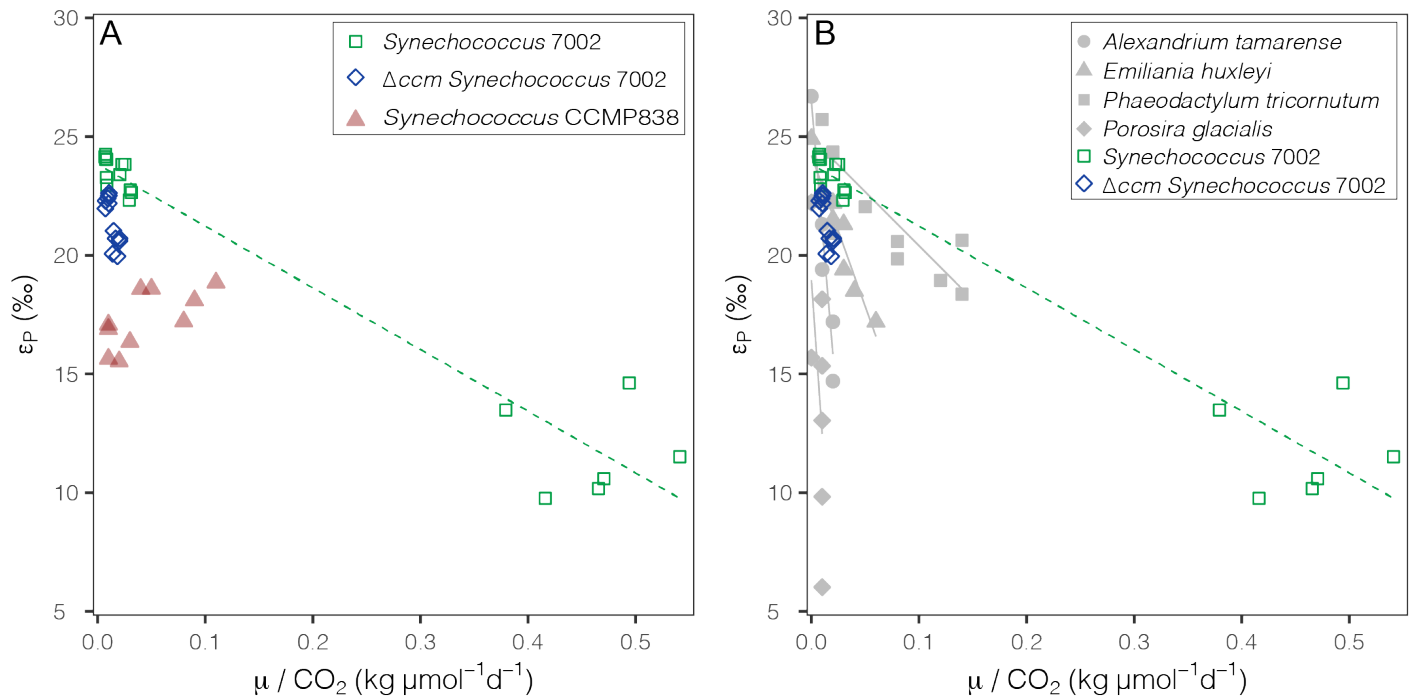 A
Synechococcus 7002
Δccm Synechococcus 7002
Synechococcus CCMP838
30
25
20
15
10
5
εP (‰)
0.0
0.1
0.2
0.3
0.4
0.5
μ / CO₂ (kg μmol⁻¹d⁻¹)
B
Alexandrium tamarense
Emiliania huxleyi
Phaeodactylum tricornutum
Porosira glacialis
Synechococcus 7002
Δccm Synechococcus 7002
30
25
20
15
10
5
εP (‰)
0.0
0.1
0.2
0.3
0.4
0.5
μ / CO₂ (kg μmol⁻¹d⁻¹)